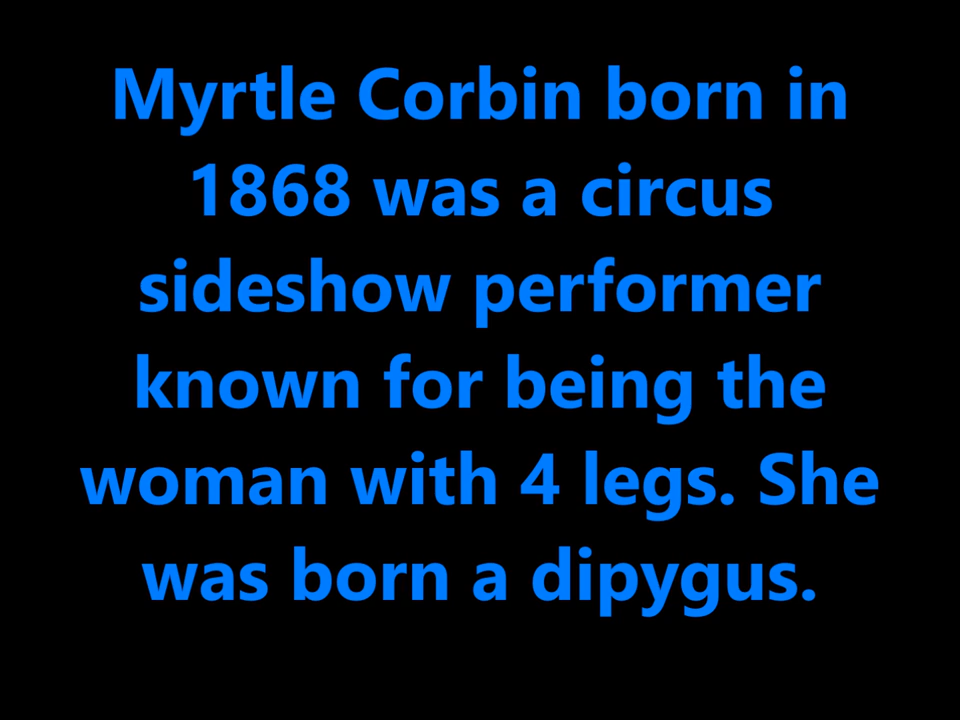 Myrtle Corbin born in
1868 was a circus
sideshow performer
known for being the
woman with 4 legs. She
was born a dipygus.